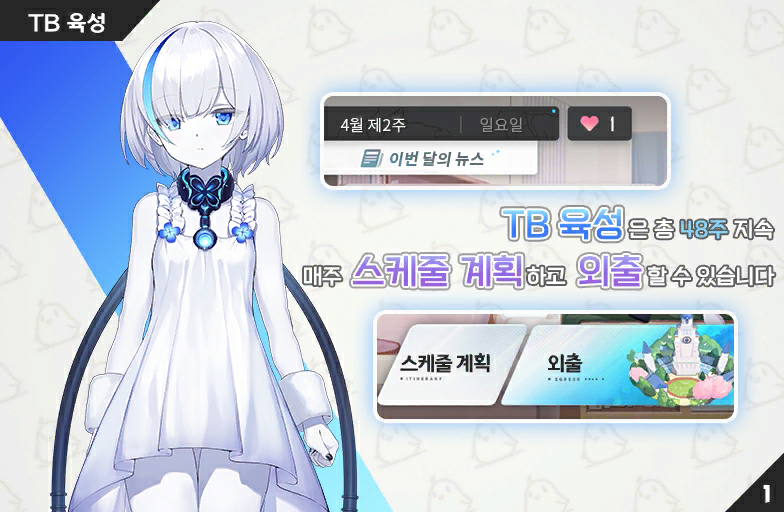 TB 육성
4월 제2주
일요일
1
이번 달의 뉴스
TB 육성은 총 48주 지속
매주 스케줄 계획하고 외출할 수 있습니다
스케줄 계획
ITINERARY
외출
1